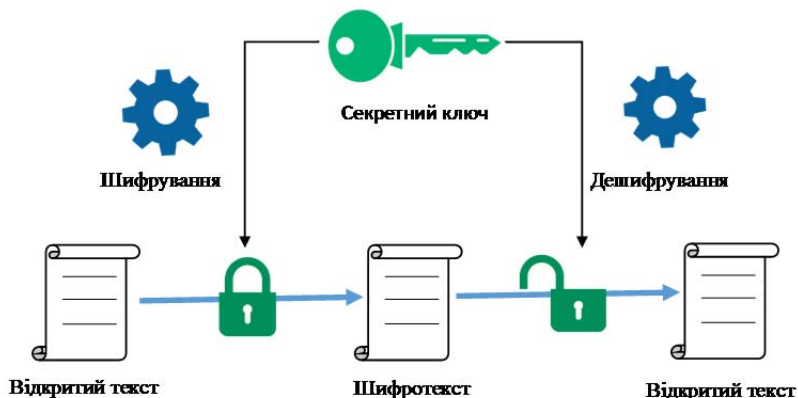 Секретний ключ
Шифрування
Дешифрування
Відкритий текст
Шифротекст
Відкритий текст